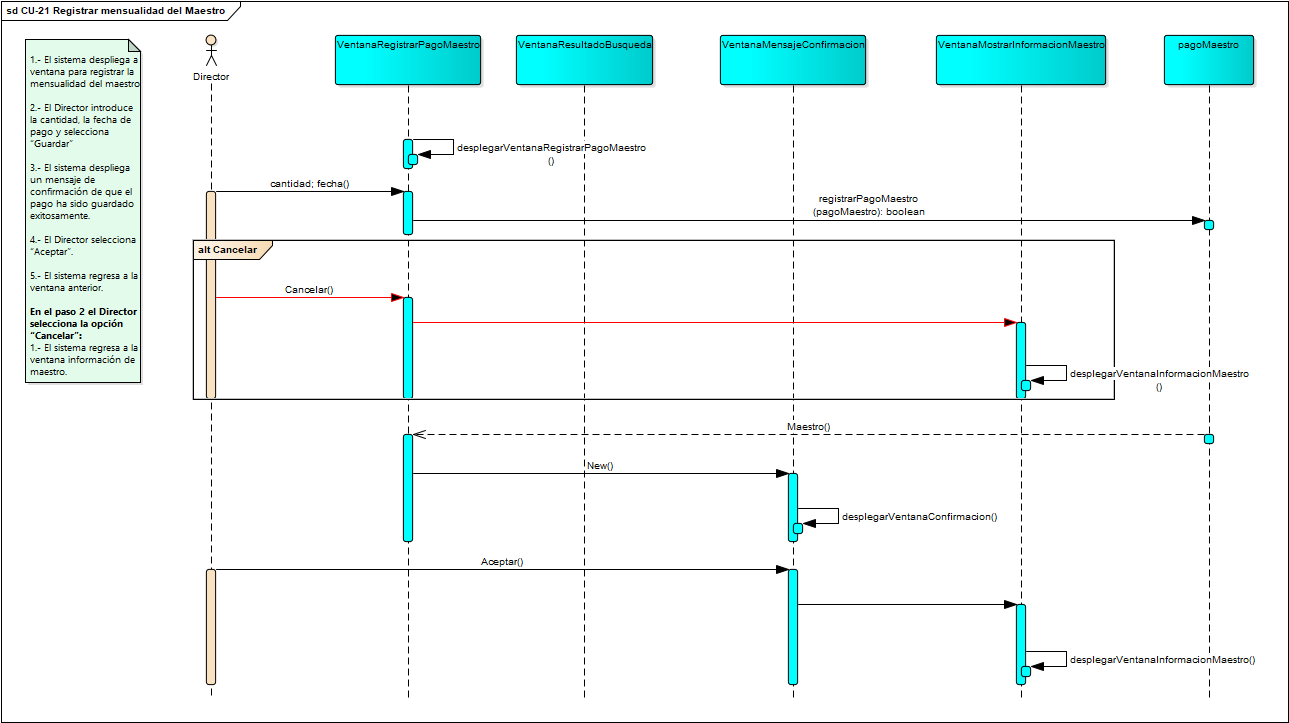 sd CU-21 Registrar mensualidad del Maestro
1.- El sistema despliega a
ventana para registrar la
mensualidad del maestro
2.- El Director introduce
la cantidad, la fecha de
pago y selecciona
“Guardar”
3.- El sistema despliega
un mensaje de
confirmación de que el
pago ha sido guardado
exitosamente.
4.- El Director selecciona
“Aceptar”.
5.- El sistema regresa a la
ventana anterior.
En el paso 2 el Director
selecciona la opción
“Cancelar”:
1.- El sistema regresa a la
ventana información de
maestro.
Director
VentanaRegistrarPagoMaestro
VentanaResultadoBusqueda
VentanaMensajeConfirmacion
VentanaMostrarInformacionMaestro
pagoMaestro
desplegarVentanaRegistrarPagoMaestro
()
cantidad; fecha()
registrarPagoMaestro
(pagoMaestro): boolean
alt Cancelar
Cancelar()
desplegarVentanaInformacionMaestro
()
Maestro()
New()
desplegarVentanaConfirmacion()
Aceptar()
desplegarVentanaInformacionMaestro()